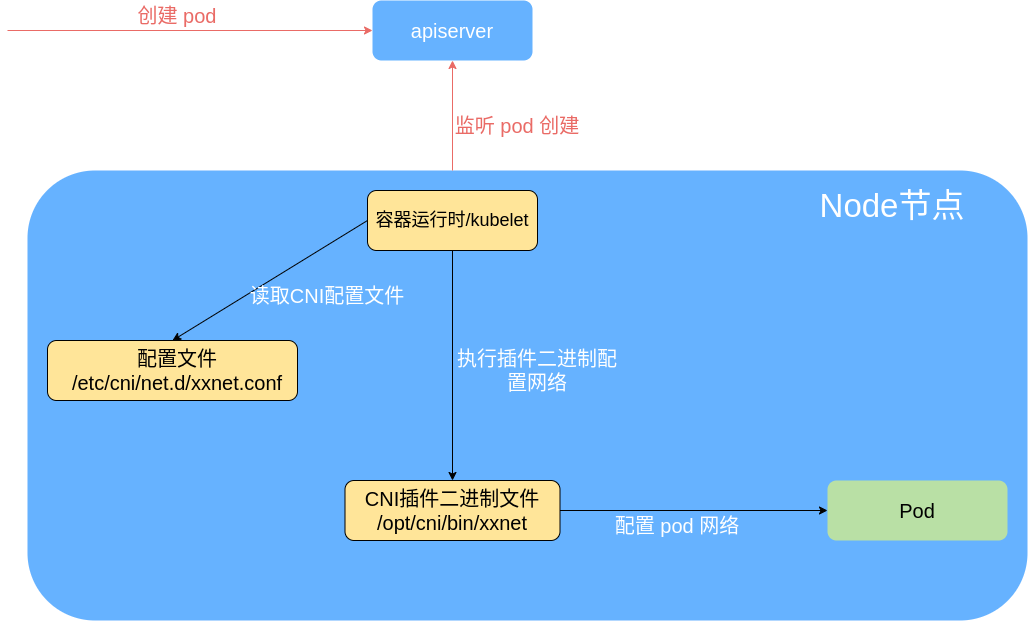 创建 pod
apiserver
监听 pod 创建
Node节点
容器运行时/kubelet
读取CNI配置文件
配置文件
/etc/cni/net.d/xxnet.conf
执行插件二进制配
置网络
CNI插件二进制文件
/opt/cni/bin/xxnet
配置 pod 网络
Pod